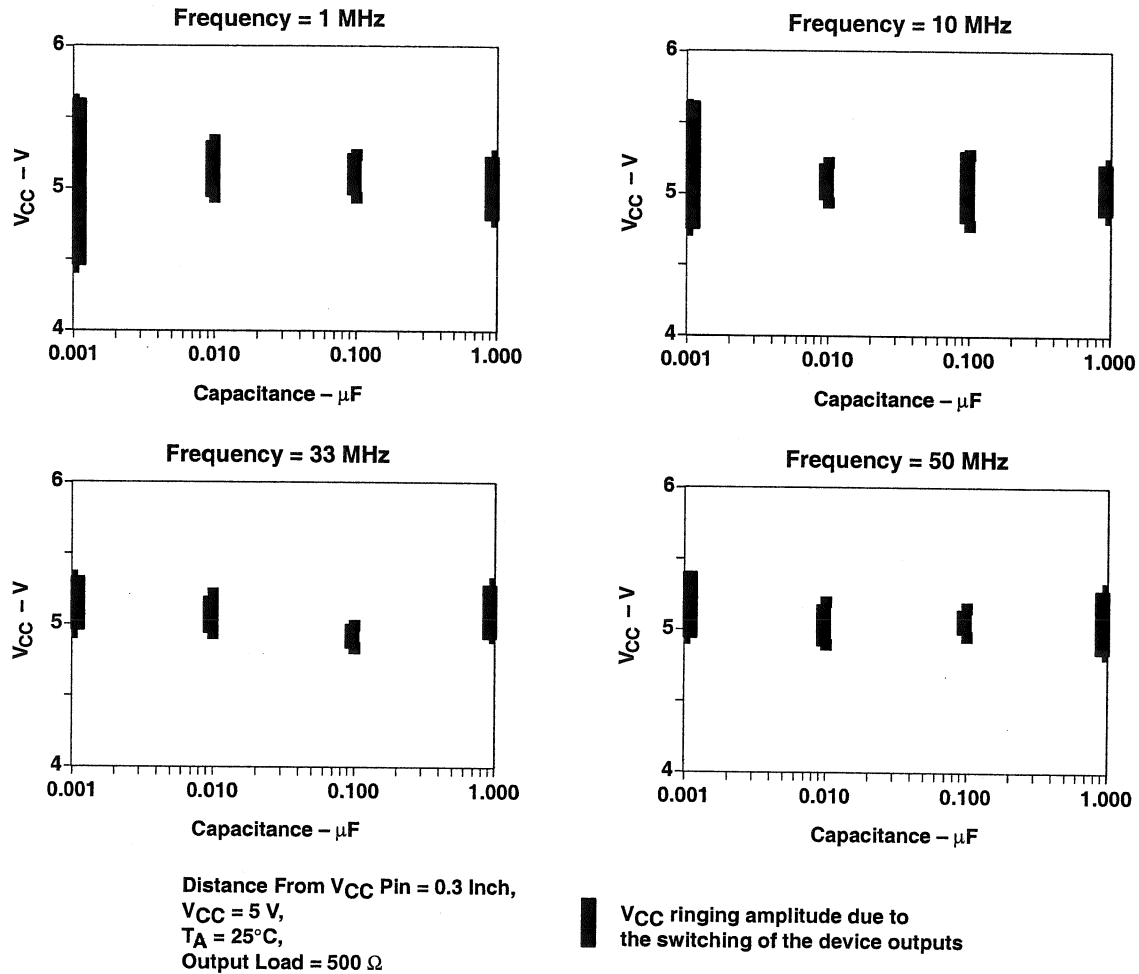 Frequency = 1 MHz
6
5
4
VCC – V
0.001 0.010 0.100 1.000
Capacitance – μF
Frequency = 10 MHz
6
5
4
VCC – V
0.001 0.010 0.100 1.000
Capacitance – μF
Frequency = 33 MHz
6
5
4
VCC – V
0.001 0.010 0.100 1.000
Capacitance – μF
Frequency = 50 MHz
6
5
4
VCC – V
0.001 0.010 0.100 1.000
Capacitance – μF
Distance From VCC Pin = 0.3 Inch,
VCC = 5 V,
TA = 25°C,
Output Load = 500 Ω
VCC ringing amplitude due to
the switching of the device outputs